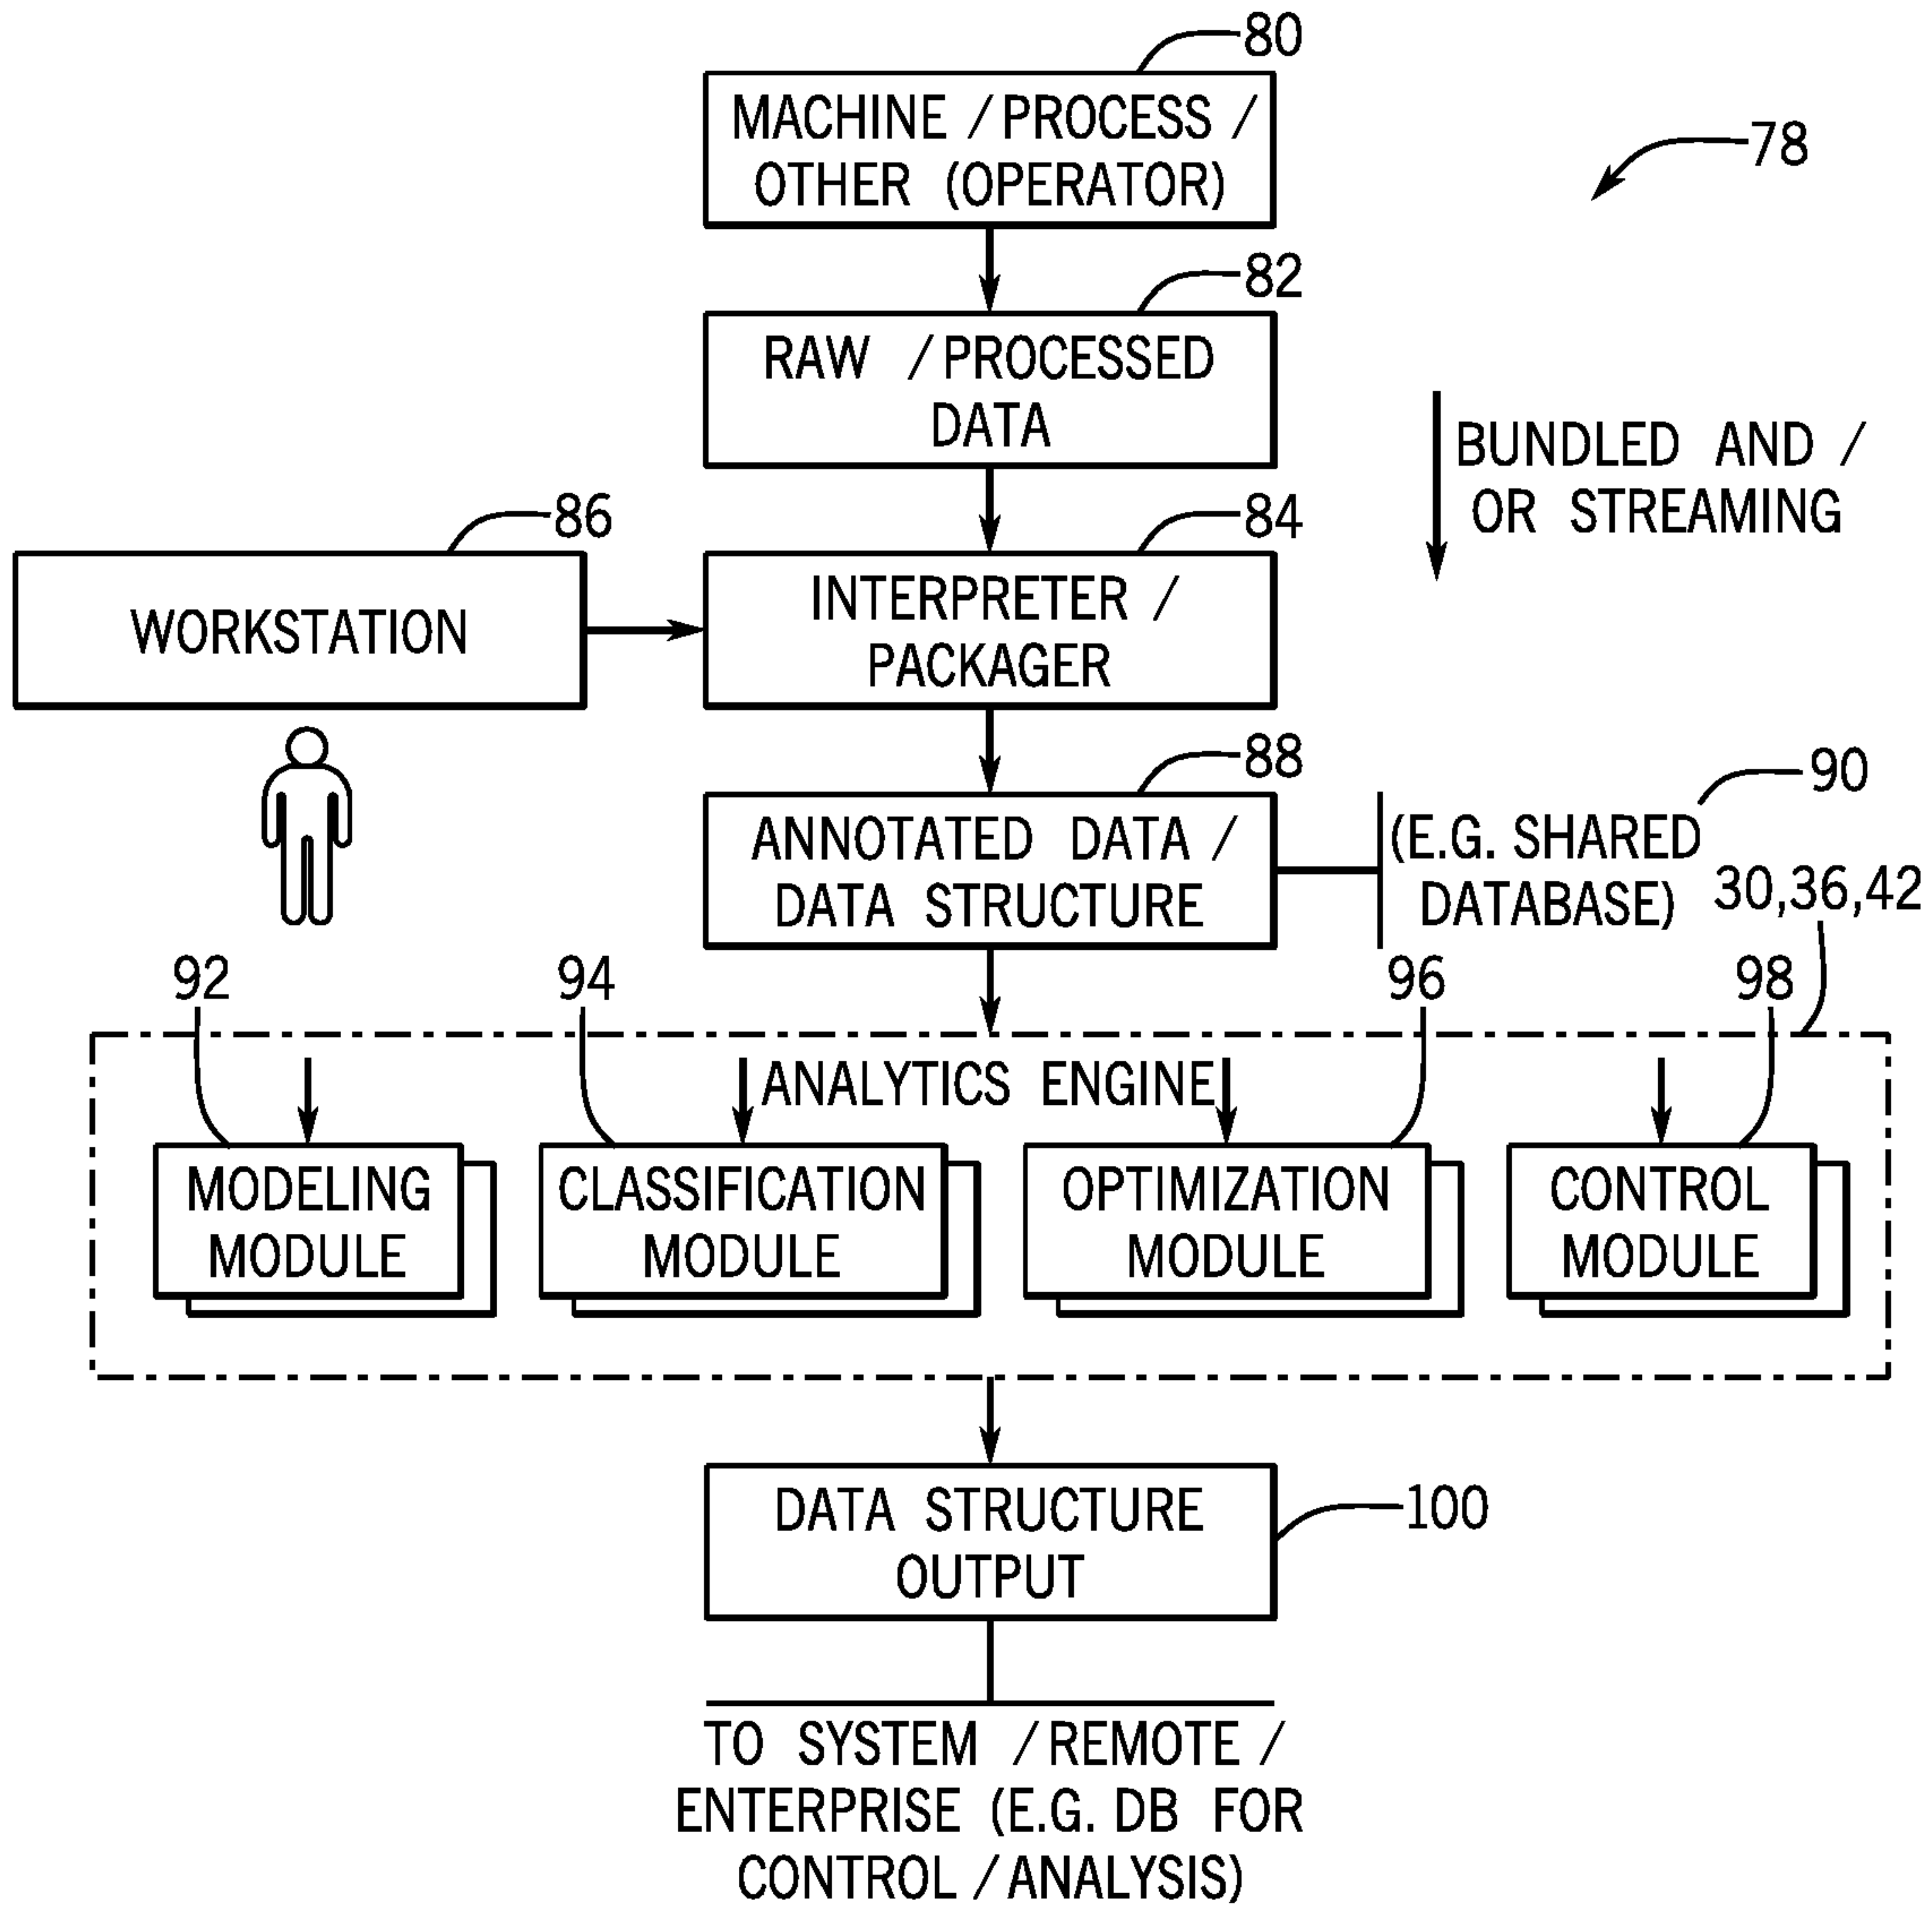 80
MACHINE / PROCESS /
OTHER (OPERATOR)
78
82
RAW / PROCESSED
DATA
BUNDLED AND /
OR STREAMING
86
84
WORKSTATION
INTERPRETER /
PACKAGER
88
90
ANNOTATED DATA /
DATA STRUCTURE
(E.G. SHARED
DATABASE)
30,36,42
92
94
96
98
ANALYTICS ENGINE
MODELING
MODULE
CLASSIFICATION
MODULE
OPTIMIZATION
MODULE
CONTROL
MODULE
DATA STRUCTURE
OUTPUT
100
TO SYSTEM / REMOTE /
ENTERPRISE (E.G. DB FOR
CONTROL / ANALYSIS)